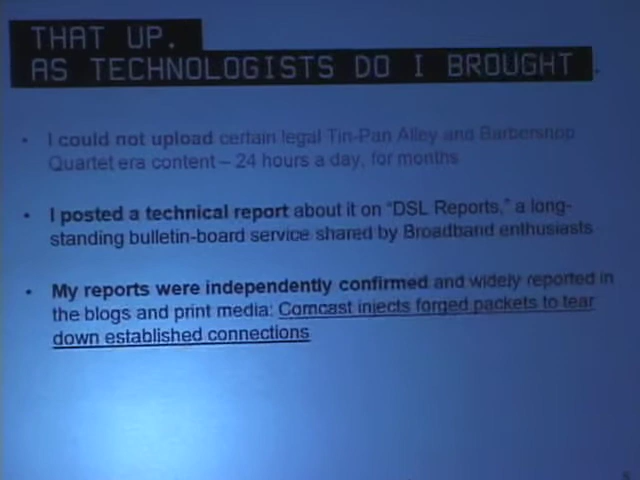 THAT UP.
AS TECHNOLOGISTS DO I BROUGHT
• I could not upload certain legal Tin-Pan Alley and Barbershop
Quartet era content – 24 hours a day, for months
• I posted a technical report about it on “DSL Reports,” a long-
standing bulletin-board service shared by Broadband enthusiasts
• My reports were independently confirmed and widely reported in
the blogs and print media: Comcast injects forged packets to tear
down established connections